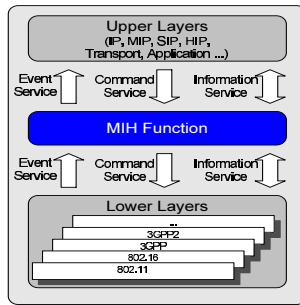 Upper Layers
(IP, MIP, SIP, HIP,
Transport, Application ...)
Event Service
Command Service
Information Service
MIH Function
Event Service
Command Service
Information Service
Lower Layers
...
3GPP2
3GPP
802.16
802.11